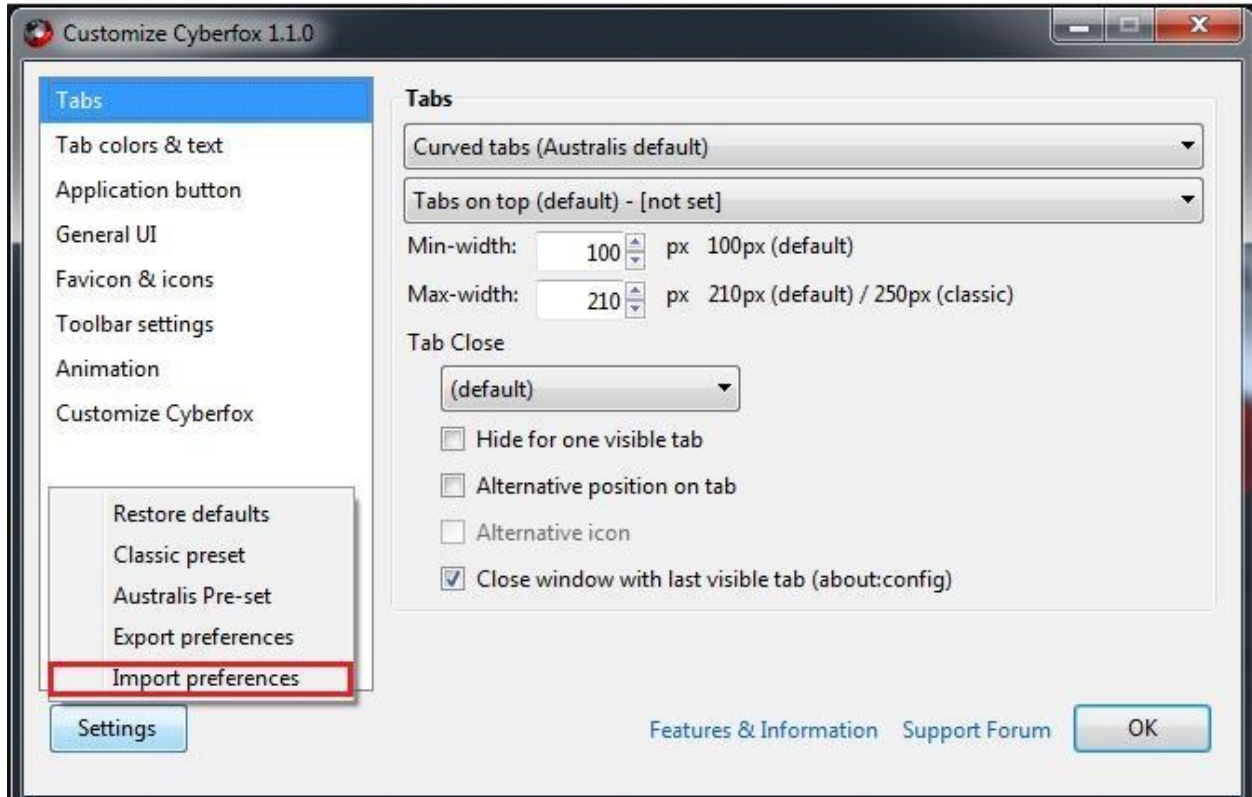 Customize Cyberfox 1.1.0
Tabs
Tab colors & text
Application button
General UI
Favicon & icons
Toolbar settings
Animation
Customize Cyberfox
Restore defaults
Classic preset
Australis Pre-set
Export preferences
Import preferences
Settings
Tabs
Curved tabs (Australis default)
Tabs on top (default) - [not set]
Min-width: 100 px 100px (default)
Max-width: 210 px 210px (default) / 250px (classic)
Tab Close
(default)
Hide for one visible tab
Alternative position on tab
Alternative icon
Close window with last visible tab (about:config)
Features & Information Support Forum OK